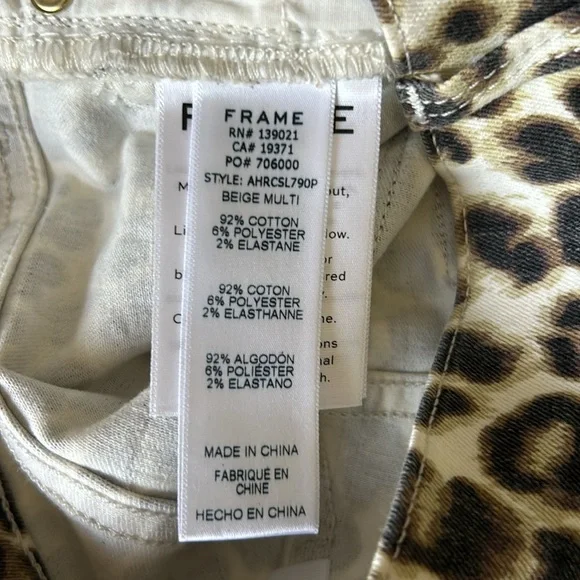 FRAME
RN# 139021
CA# 19371
PO# 706000
STYLE: AHRCSL790P
BEIGE MULTI
92% COTTON
6% POLYESTER
2% ELASTANE
92% COTON
6% POLYESTER
2% ELASTHANNE
92% ALGODÓN
6% POLIÉSTER
2% ELASTANO
MADE IN CHINA
FABRIQUÉ EN
CHINE
HECHO EN CHINA